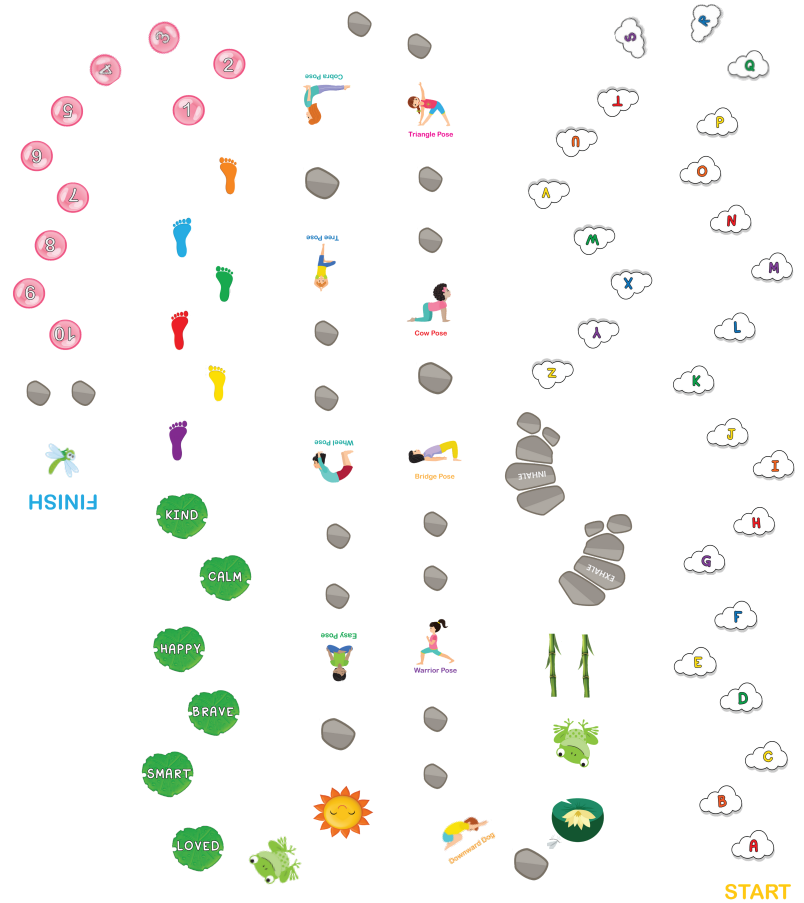 START
A
B
C
D
E
F
G
H
I
J
K
L
M
N
O
P
Q
R
S
T
U
V
W
X
Y
Z
INHALE
EXHALE
Downward Dog
Warrior Pose
Bridge Pose
Cow Pose
Triangle Pose
Cobra Pose
Tree Pose
Wheel Pose
Easy Pose
LOVED
SMART
BRAVE
HAPPY
CALM
KIND
1
2
3
4
5
6
7
8
9
10
FINISH